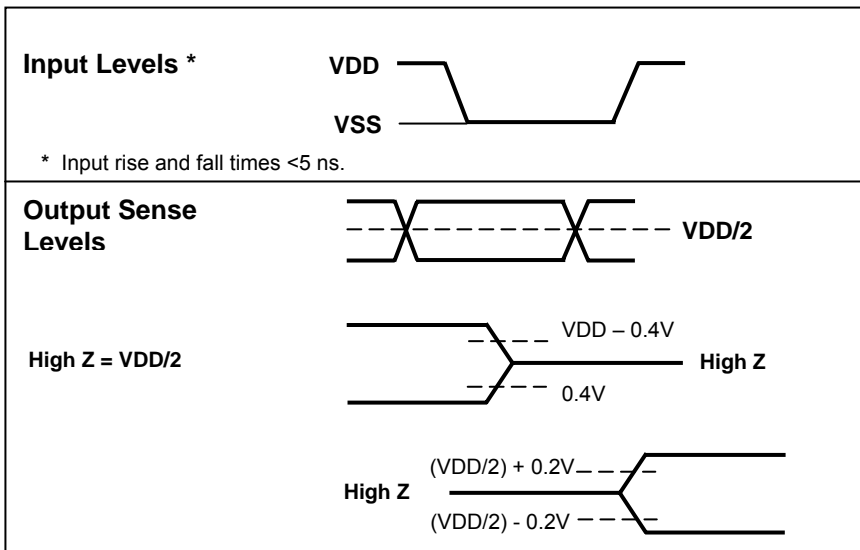 Input Levels *
VDD
VSS
* Input rise and fall times <5 ns.
Output Sense
Levels
VDD/2
VDD – 0.4V
High Z = VDD/2
High Z
0.4V
(VDD/2) + 0.2V
High Z
(VDD/2) - 0.2V